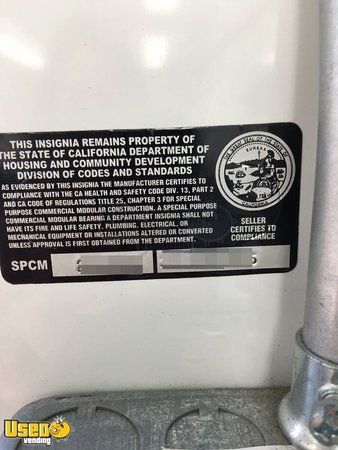 THIS INSIGNIA REMAINS PROPERTY OF
THE STATE OF CALIFORNIA DEPARTMENT OF
HOUSING AND COMMUNITY DEVELOPMENT
DIVISION OF CODES AND STANDARDS
AS EVIDENCED BY THIS INSIGNIA THE MANUFACTURER CERTIFIES TO
COMPLIANCE WITH THE CA HEALTH AND SAFETY CODE DIV. 13, PART 2
AND CA CODE OF REGULATIONS TITLE 25, CHAPTER 3 FOR SPECIAL
PURPOSE COMMERCIAL MODULAR CONSTRUCTION. A SPECIAL PURPOSE
COMMERCIAL MODULAR BEARING A DEPARTMENT INSIGNIA SHALL NOT
HAVE ITS FIRE AND LIFE SAFETY, PLUMBING, ELECTRICAL, OR
MECHANICAL EQUIPMENT OR INSTALLATIONS ALTERED OR CONVERTED
UNLESS APPROVAL IS FIRST OBTAINED FROM THE DEPARTMENT.
EUREKA
SELLER
CERTIFIES TO
COMPLIANCE
SPCM
Used
vending